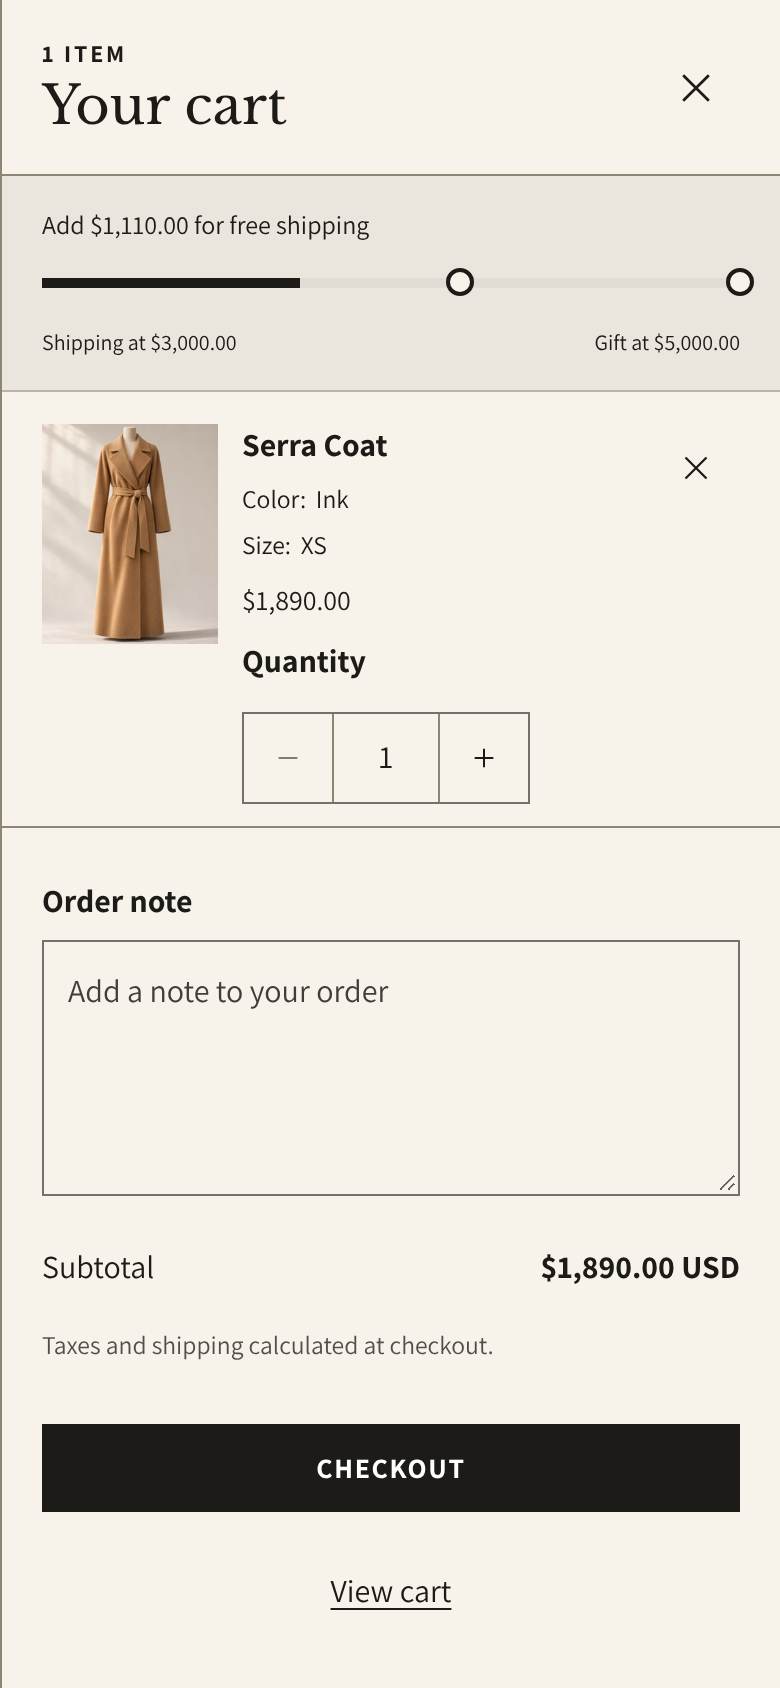 1 ITEM
Your cart
Add $1,110.00 for free shipping
Shipping at $3,000.00
Gift at $5,000.00
Serra Coat
Color: Ink
Size: XS
$1,890.00
Quantity
1
Order note
Add a note to your order
Subtotal
$1,890.00 USD
Taxes and shipping calculated at checkout.
CHECKOUT
View cart